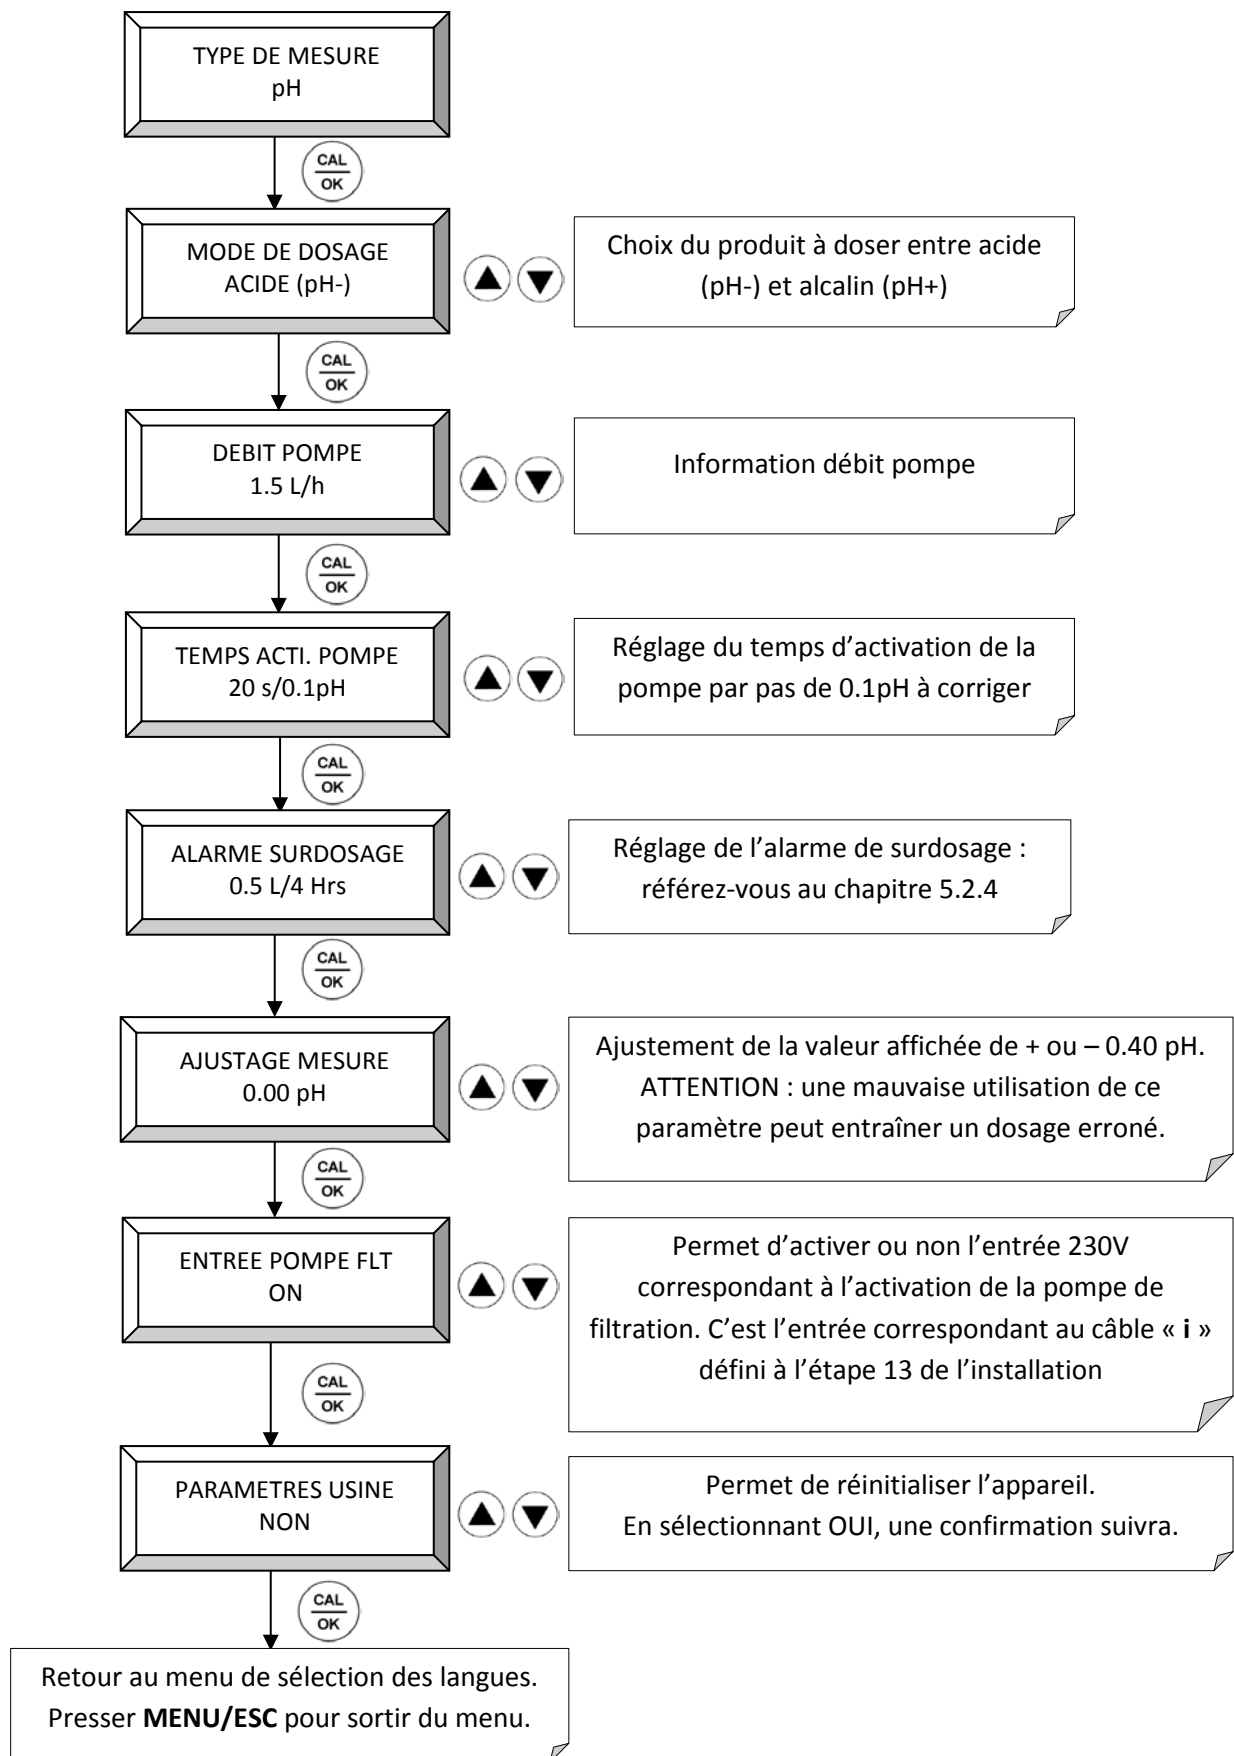 TYPE DE MESURE
pH
CAL
OK
MODE DE DOSAGE
ACIDE (pH-)
Choix du produit à doser entre acide
(pH-) et alcalin (pH+)
CAL
OK
DEBIT POMPE
1.5 L/h
Information débit pompe
CAL
OK
TEMPS ACTI. POMPE
20 s/0.1pH
Réglage du temps d’activation de la
pompe par pas de 0.1pH à corriger
CAL
OK
ALARME SURDOSAGE
0.5 L/4 Hrs
Réglage de l’alarme de surdosage :
référez-vous au chapitre 5.2.4
CAL
OK
AJUSTAGE MESURE
0.00 pH
Ajustement de la valeur affichée de + ou – 0.40 pH.
ATTENTION : une mauvaise utilisation de ce
paramètre peut entraîner un dosage erroné.
CAL
OK
ENTREE POMPE FLT
ON
Permet d’activer ou non l’entrée 230V
correspondant à l’activation de la pompe de
filtration. C’est l’entrée correspondant au câble « i »
défini à l’étape 13 de l’installation
CAL
OK
PARAMETRES USINE
NON
Permet de réinitialiser l’appareil.
En sélectionnant OUI, une confirmation suivra.
CAL
OK
Retour au menu de sélection des langues.
Presser MENU/ESC pour sortir du menu.